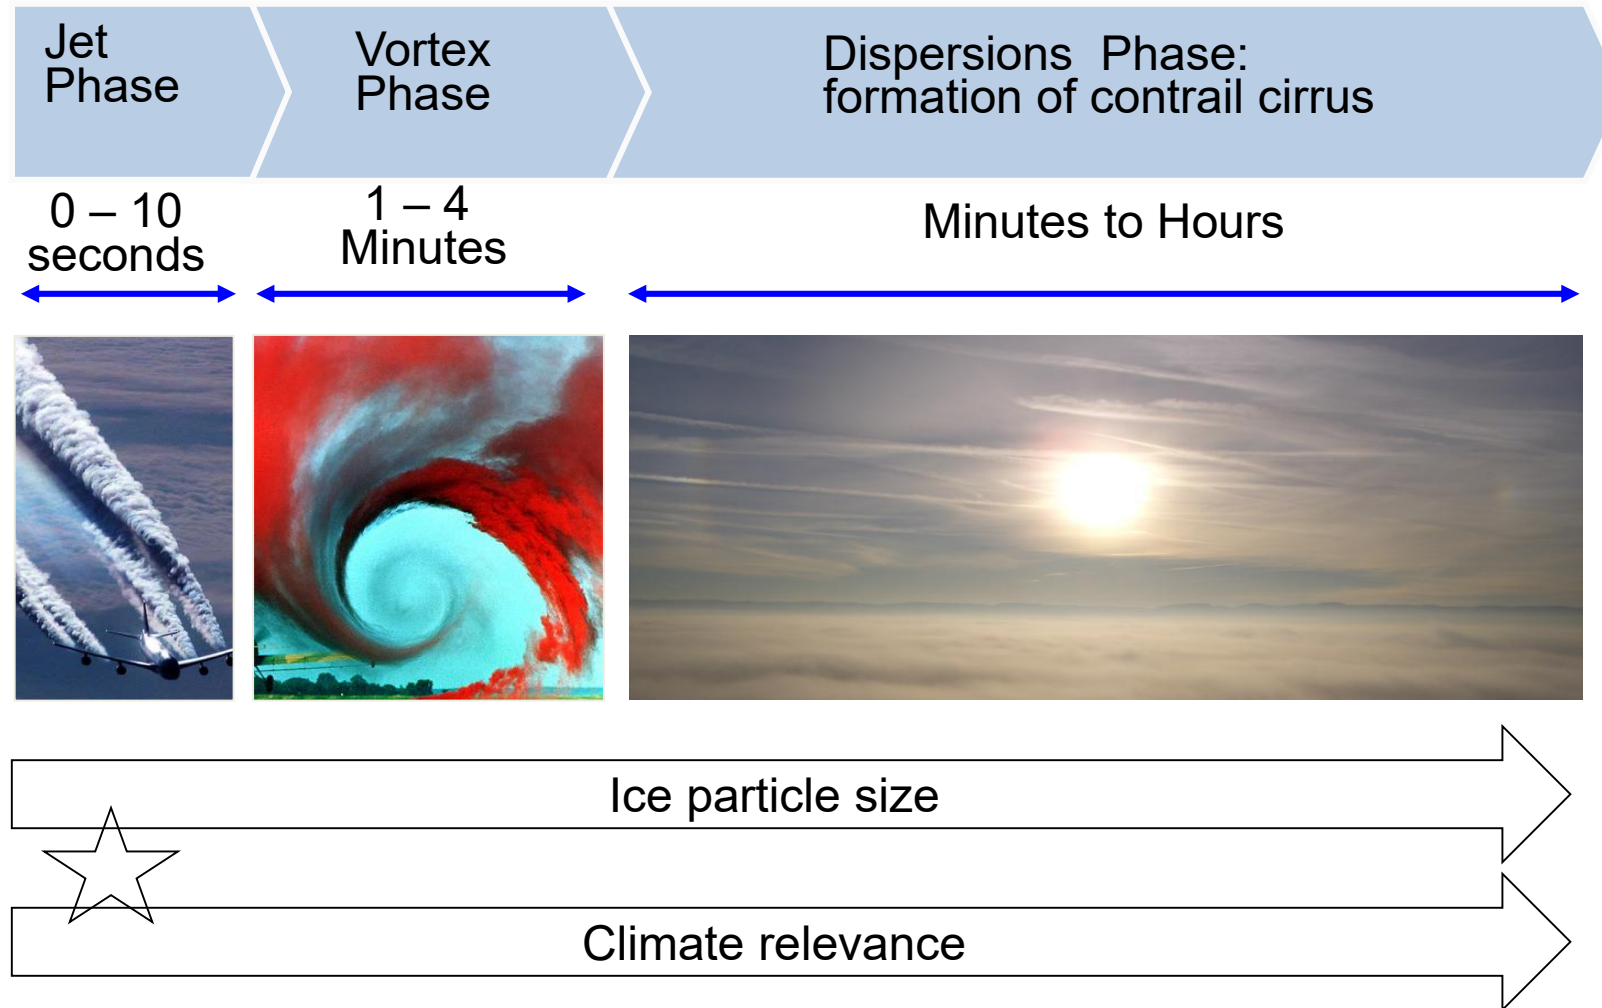 Jet
Phase
Vortex
Phase
Dispersions  Phase:
formation of contrail cirrus
0 – 10
seconds
1 – 4
Minutes
Minutes to Hours
Ice particle size
Climate relevance